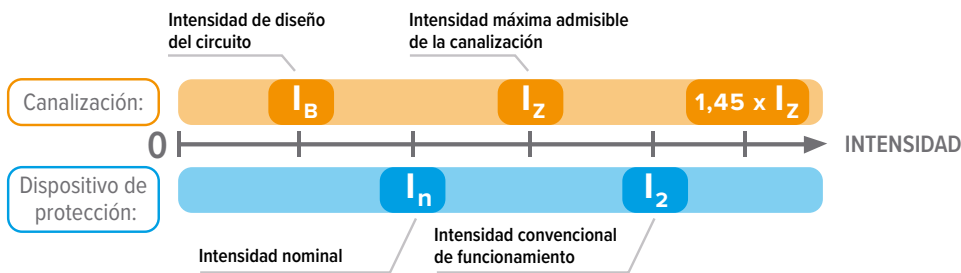 Intensidad de diseño
del circuito
Intensidad máxima admisible
de la canalización
Canalización:
I_B
I_Z
1,45 x I_Z
0
INTENSIDAD
Dispositivo de
protección:
I_n
I_2
Intensidad nominal
Intensidad convencional
de funcionamiento